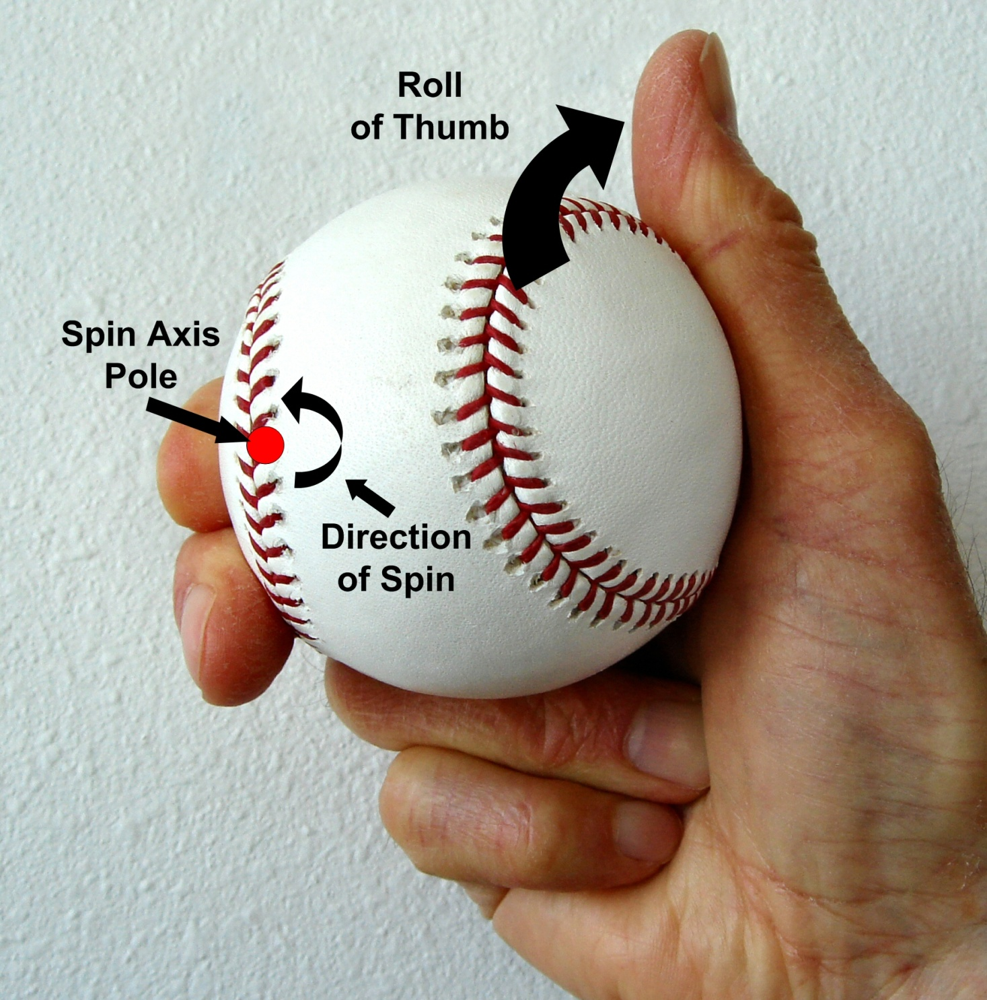 Roll
of Thumb
Spin Axis
Pole
Direction
of Spin